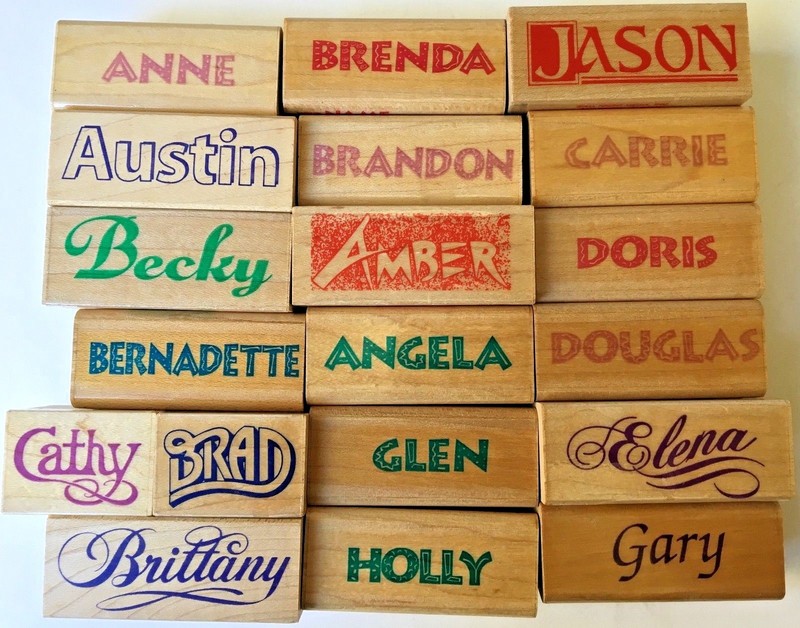 ANNE
BRENDA
JASON
Austin
BRANDON
CARRIE
Becky
AMBER
DORIS
BERNADETTE
ANGELA
DOUGLAS
Cathy
BRAD
GLEN
Elena
Brittany
HOLLY
Gary